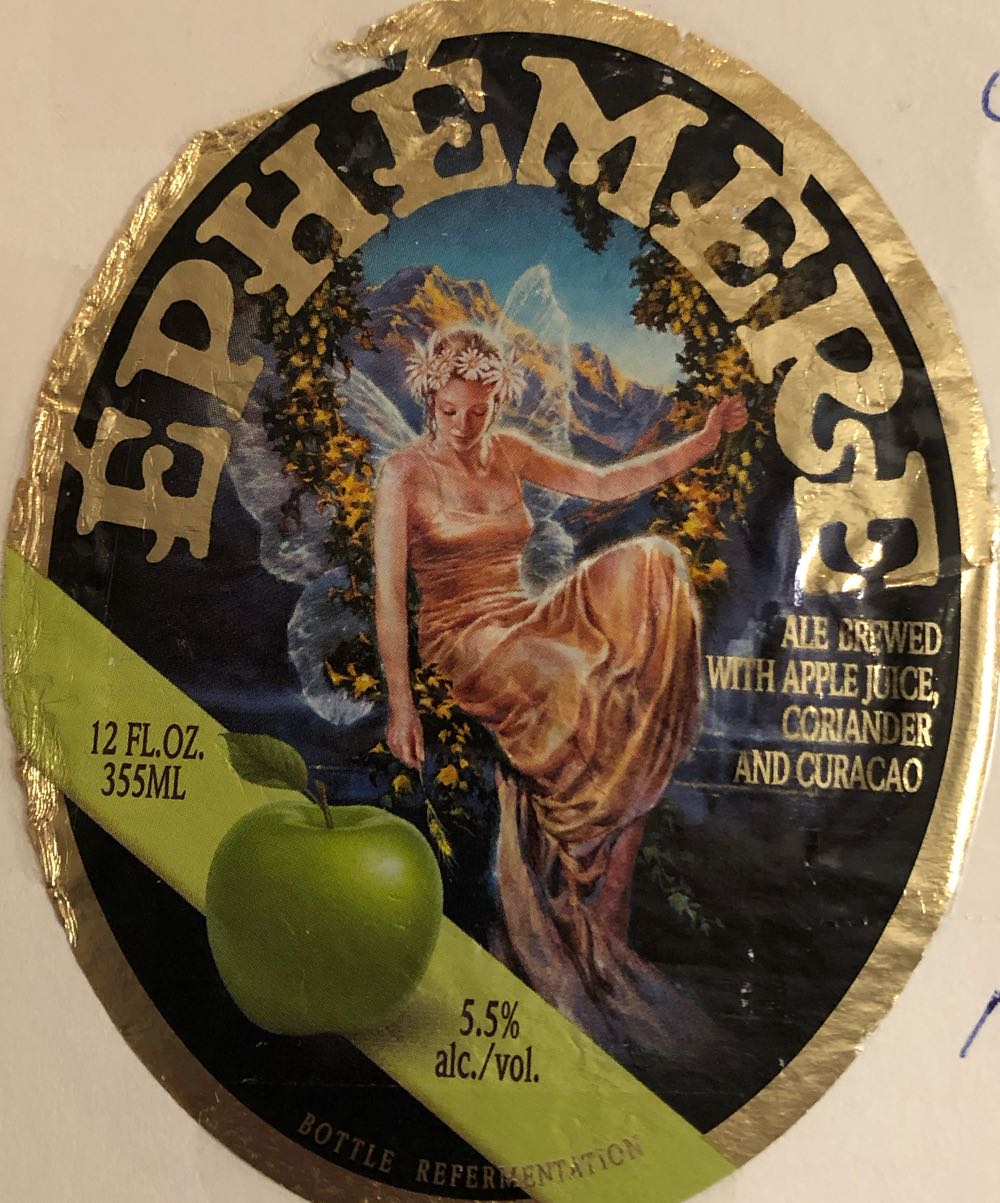 EPHEMERE
ALE BREWED
WITH APPLE JUICE,
CORIANDER
AND CURACAO
12 FL.OZ.
355ML
5.5%
alc./vol.
BOTTLE REFERMENTATION